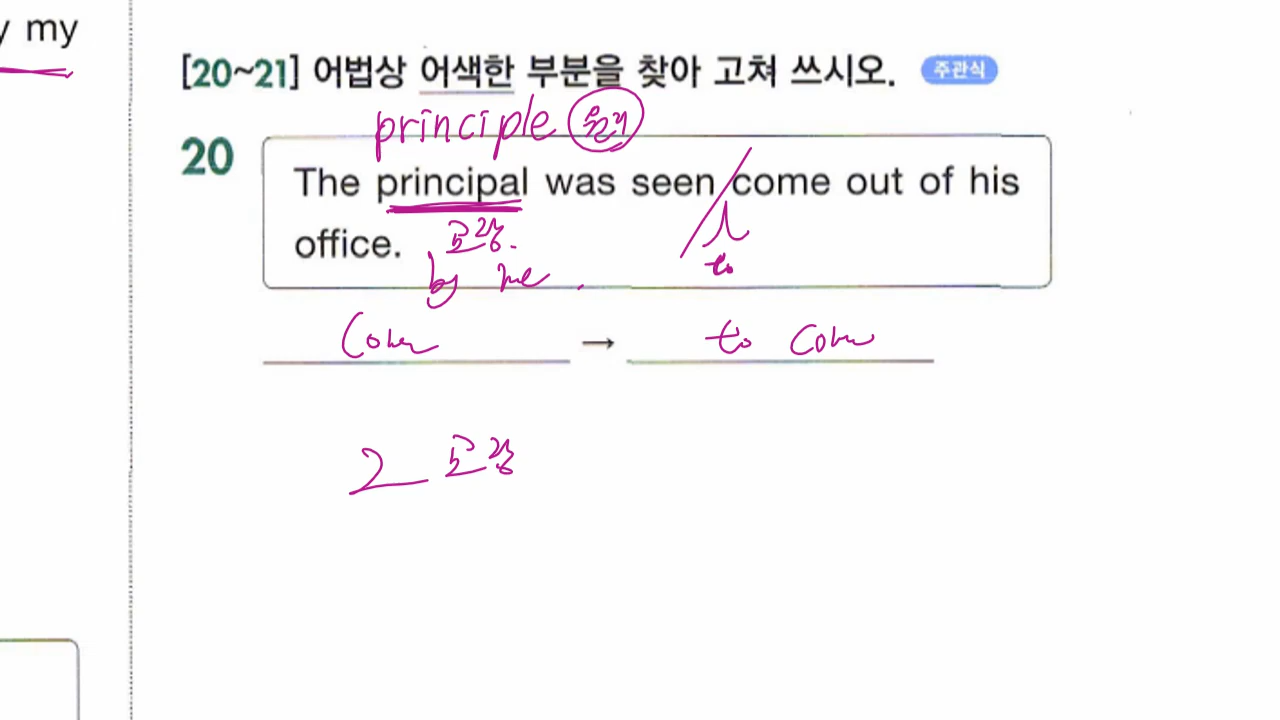 y my
[20~21] 어법상 어색한 부분을 찾아 고쳐 쓰시오. 주관식
principle 원리
20
The principal was seen come out of his
office. 교장.
by me. to
come → to come
교장